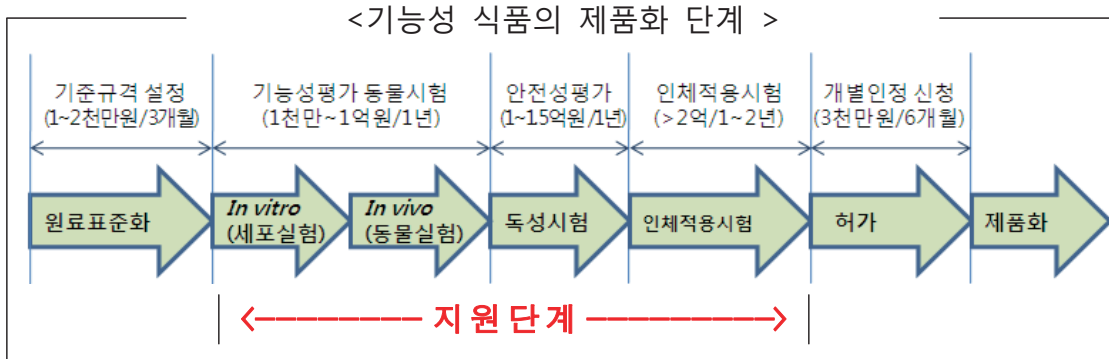 <기능성 식품의 제품화 단계 >
기준규격 설정
(1~2천만원/3개월)
기능성평가 동물시험
(1천만~1억원/1년)
안전성평가
(1~1.5억원/1년)
인체적용시험
(>2억/1~2년)
개별인정 신청
(3천만원/6개월)
원료표준화
In vitro
(세포실험)
In vivo
(동물실험)
독성시험
인체적용시험
허가
제품화
지원단계